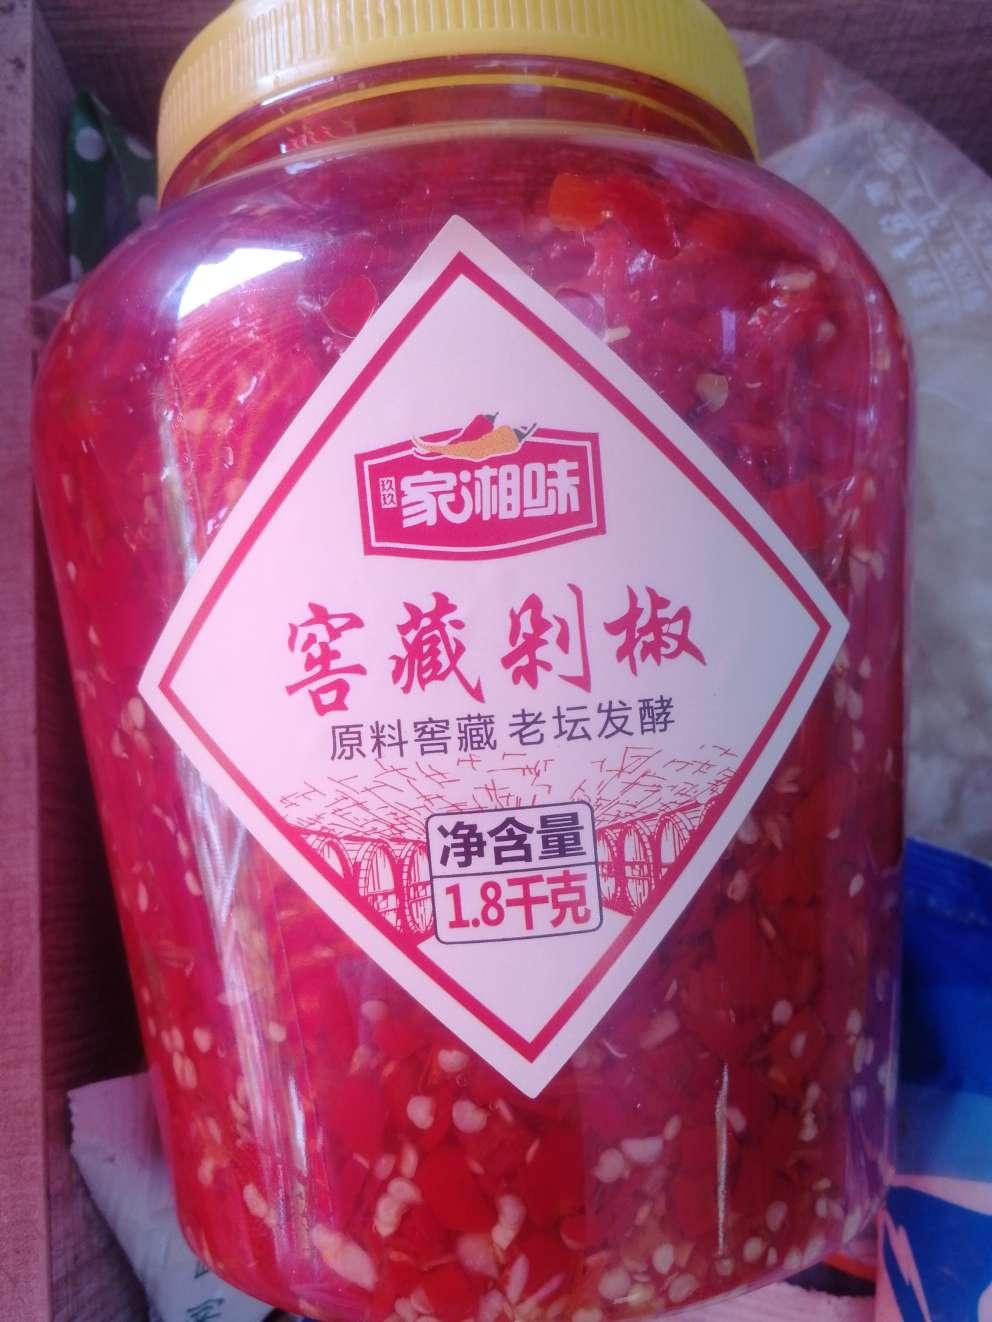 玖玖
家湘味
窖藏剁椒
原料窖藏 老坛发酵
净含量
1.8千克